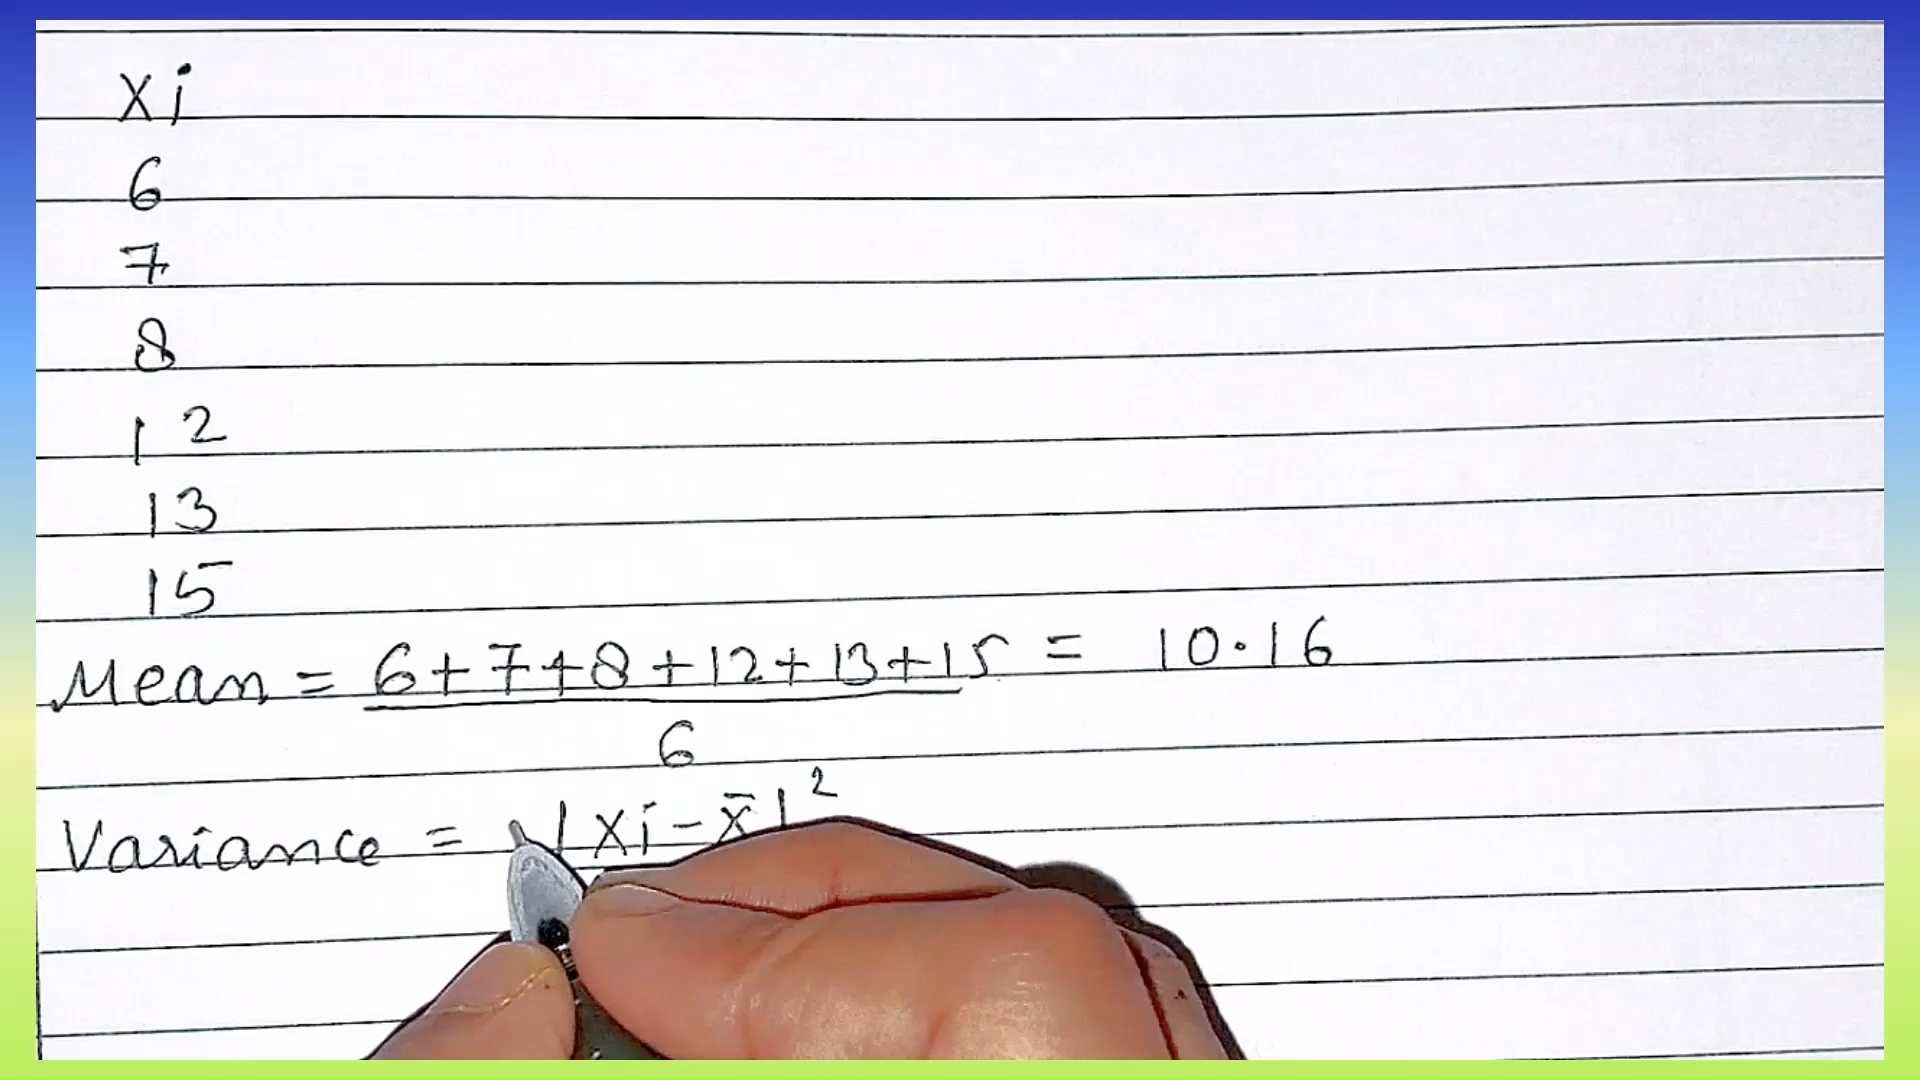 xi
6
7
8
12
13
15
Mean = 6+7+8+12+13+15 = 10.16
6
Variance = |xi-x̄|²